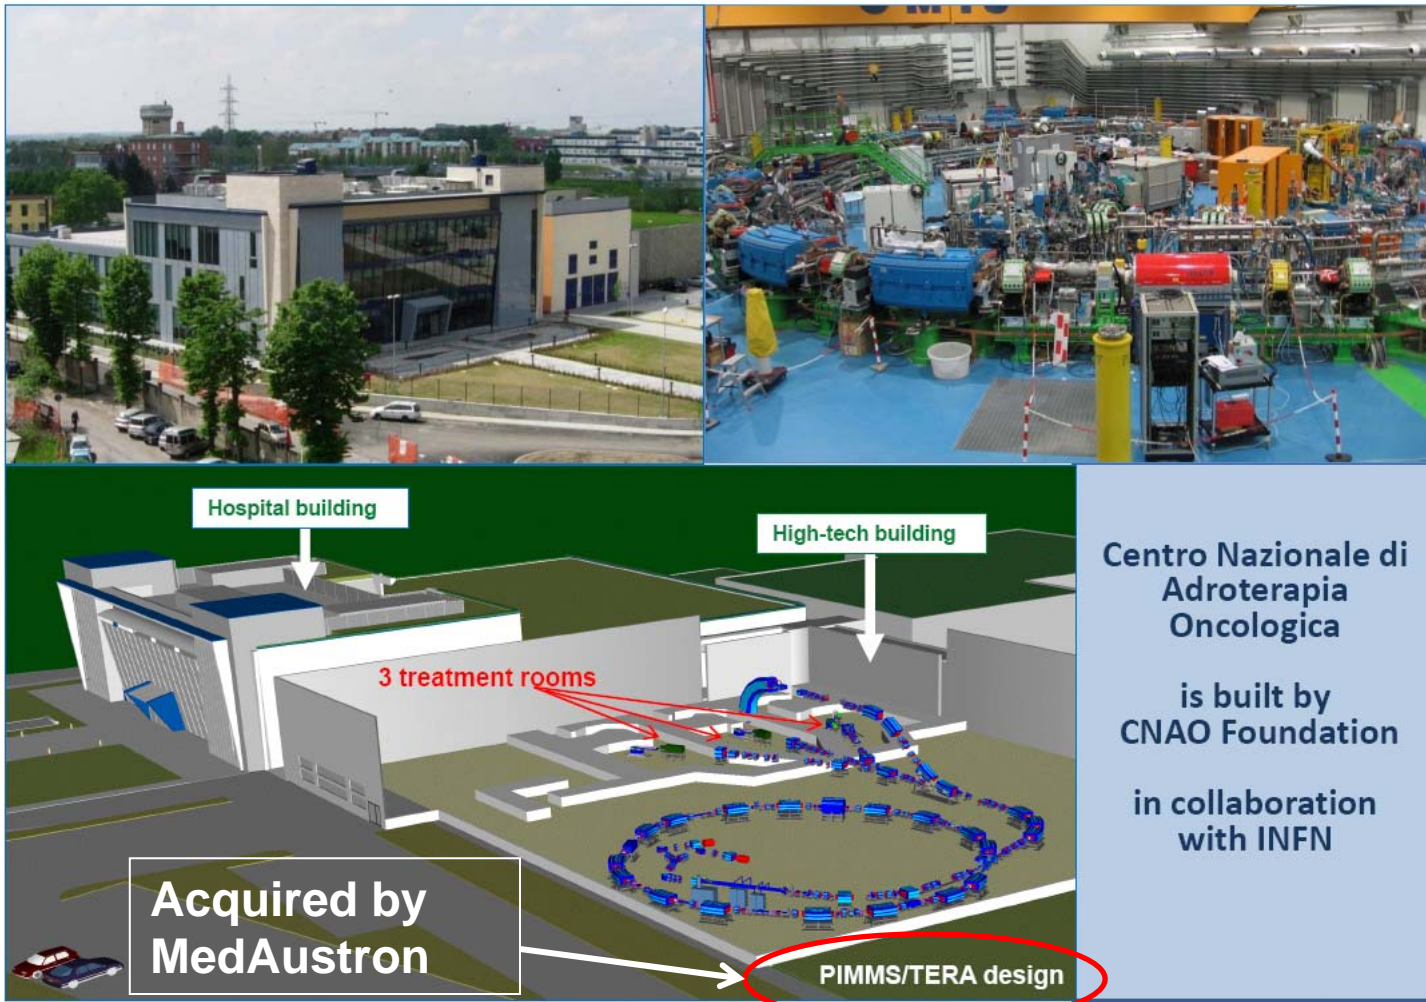 Hospital building
High-tech building
3 treatment rooms
Centro Nazionale di
Adroterapia
Oncologica
is built by
CNAO Foundation
in collaboration
with INFN
Acquired by
MedAustron
PIMMS/TERA design